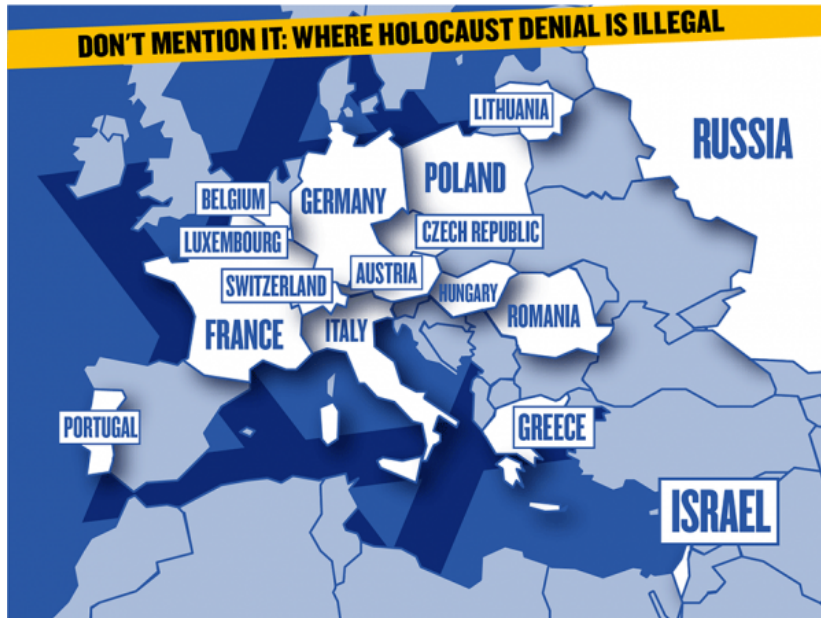 DON'T MENTION IT: WHERE HOLOCAUST DENIAL IS ILLEGAL
LITHUANIA
RUSSIA
POLAND
BELGIUM
GERMANY
CZECH REPUBLIC
LUXEMBOURG
AUSTRIA
SWITZERLAND
HUNGARY
ROMANIA
FRANCE
ITALY
PORTUGAL
GREECE
ISRAEL